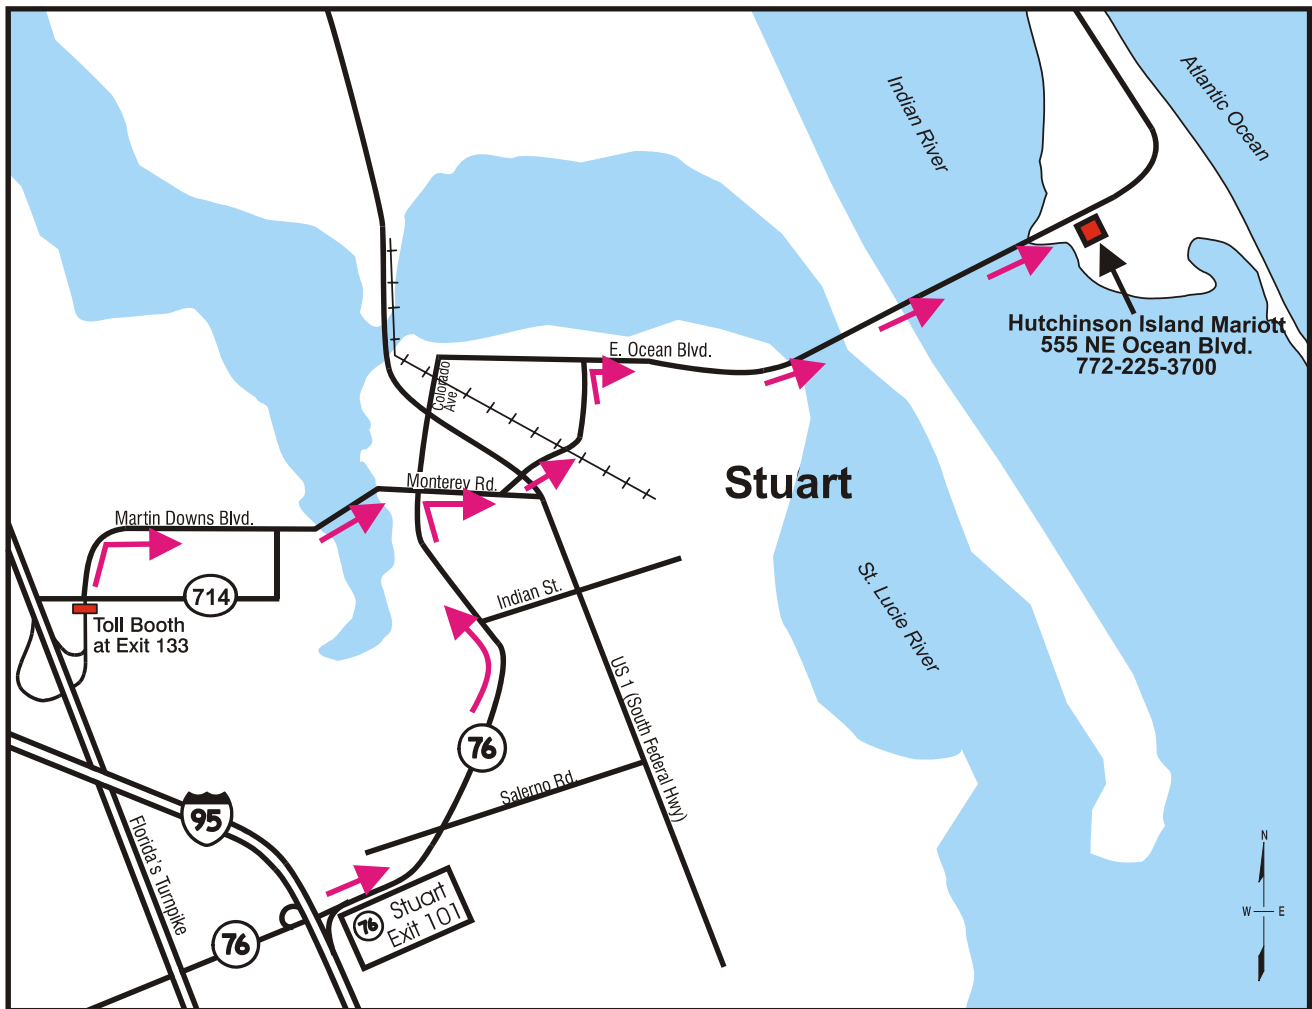 Indian River
Atlantic Ocean
Hutchinson Island Mariott
555 NE Ocean Blvd.
772-225-3700
E. Ocean Blvd.
Colorado
Ave
Monterey Rd.
Stuart
Martin Downs Blvd.
714
Toll Booth
at Exit 133
Indian St.
St. Lucie River
US 1 (South Federal Hwy)
76
Salerno Rd.
95
Florida's Turnpike
76
Stuart
Exit 101
76
N
W
E